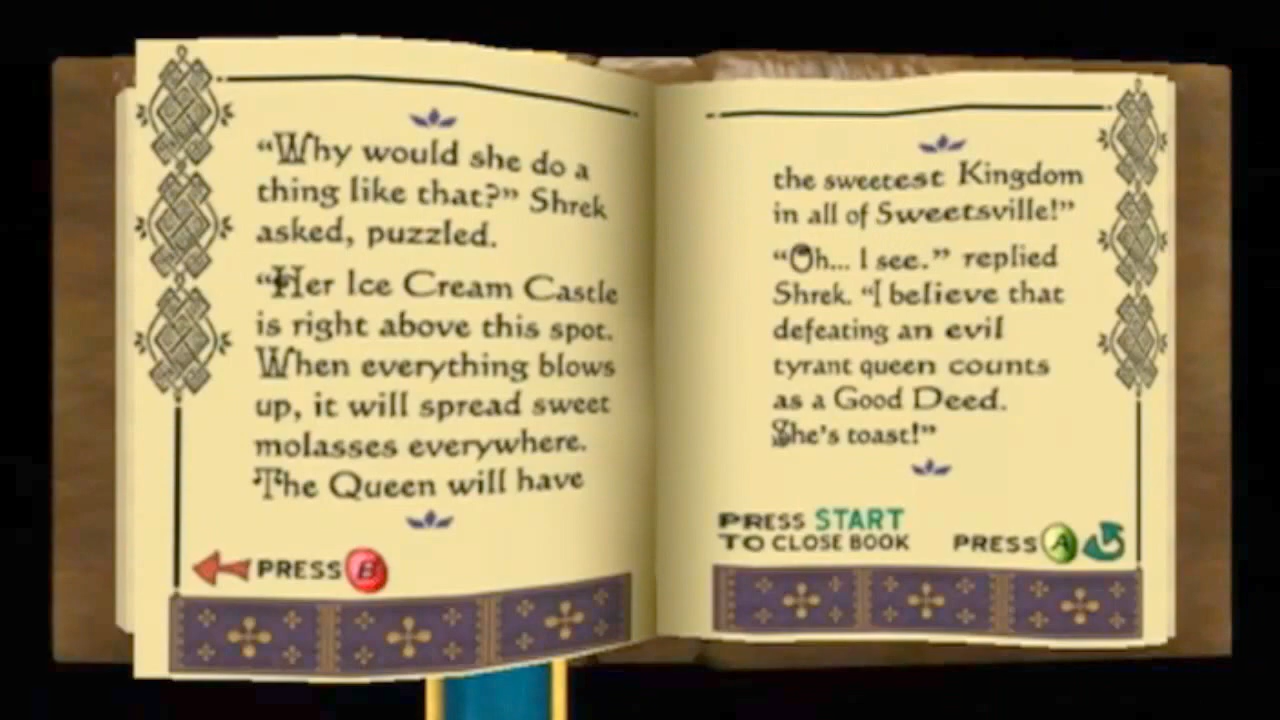 “Why would she do a
thing like that?” Shrek
asked, puzzled.
“Her Ice Cream Castle
is right above this spot.
When everything blows
up, it will spread sweet
molasses everywhere.
The Queen will have
PRESS B
the sweetest Kingdom
in all of Sweetsville!”
“Oh... I see.” replied
Shrek. “I believe that
defeating an evil
tyrant queen counts
as a Good Deed.
She's toast!”
PRESS START
TO CLOSE BOOK
PRESS A